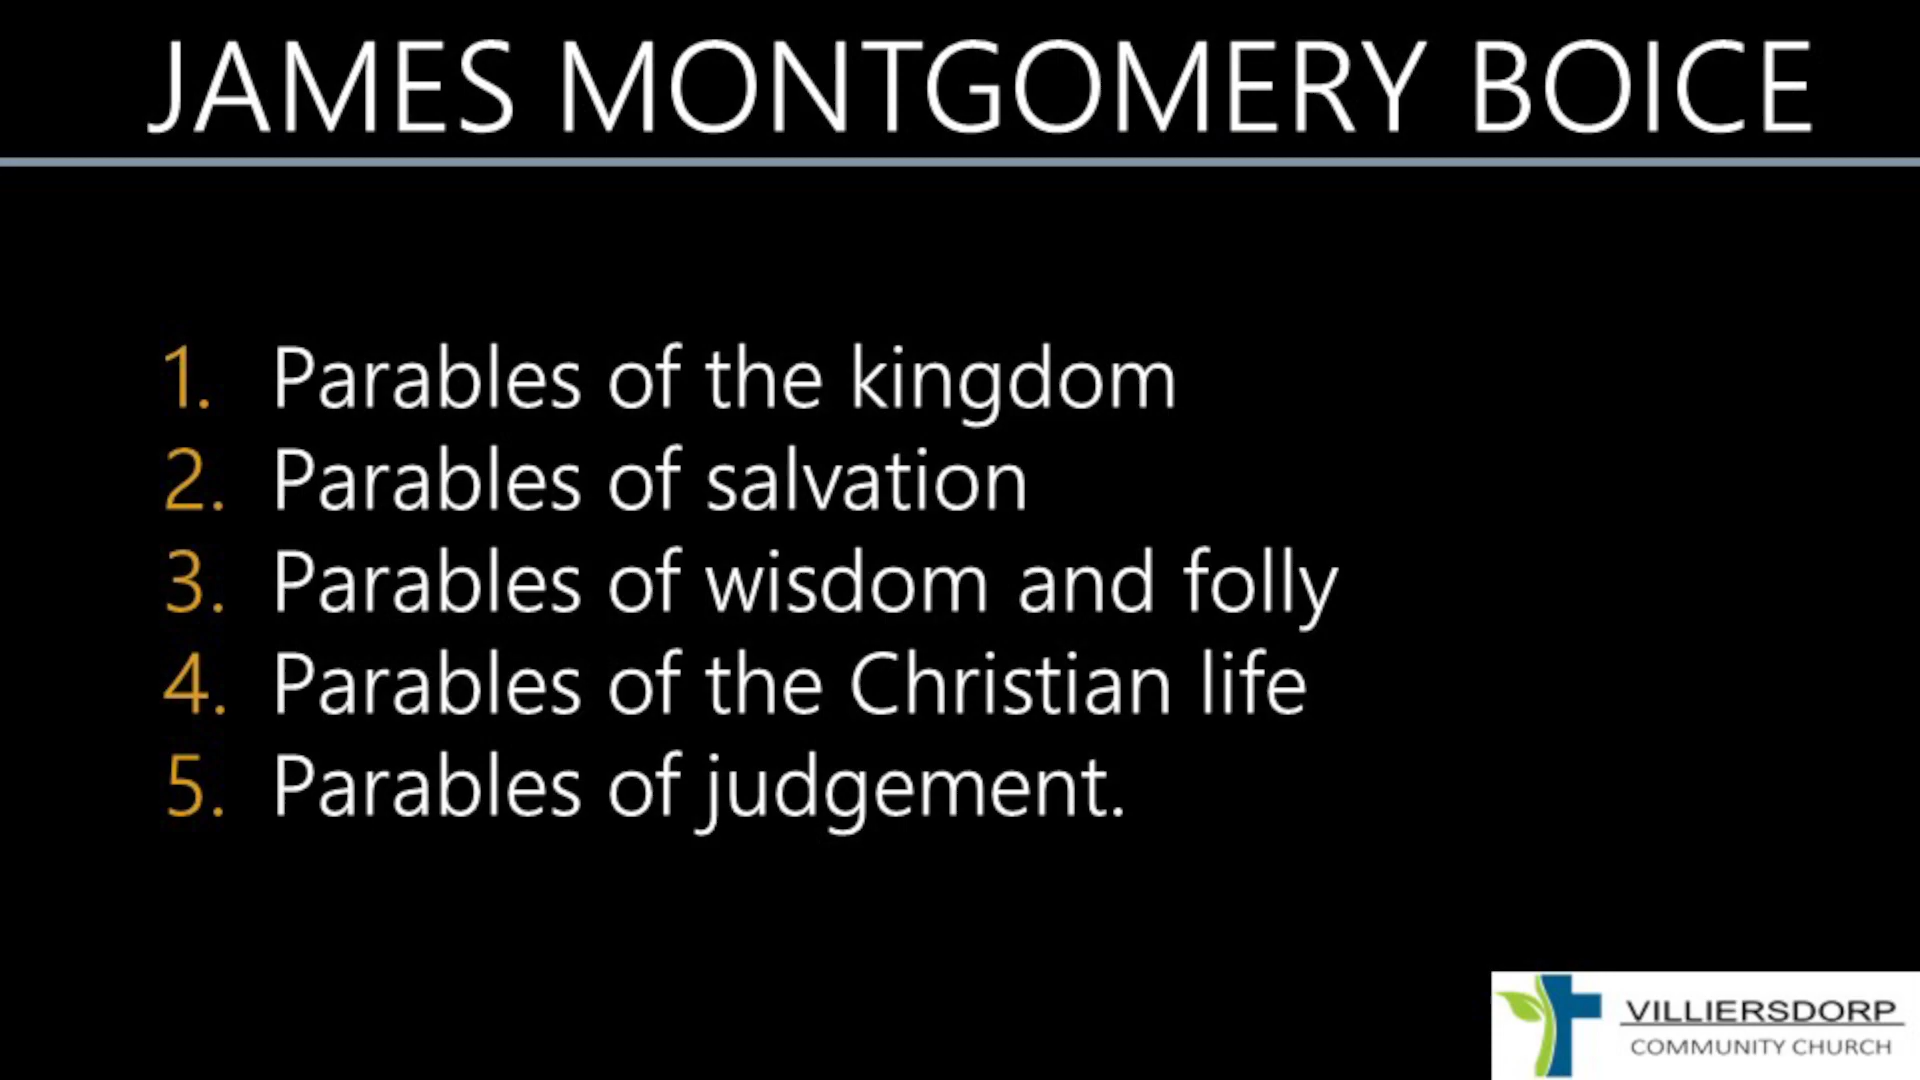 JAMES MONTGOMERY BOICE
1. Parables of the kingdom
2. Parables of salvation
3. Parables of wisdom and folly
4. Parables of the Christian life
5. Parables of judgement.
VILLIERSDORP
COMMUNITY CHURCH